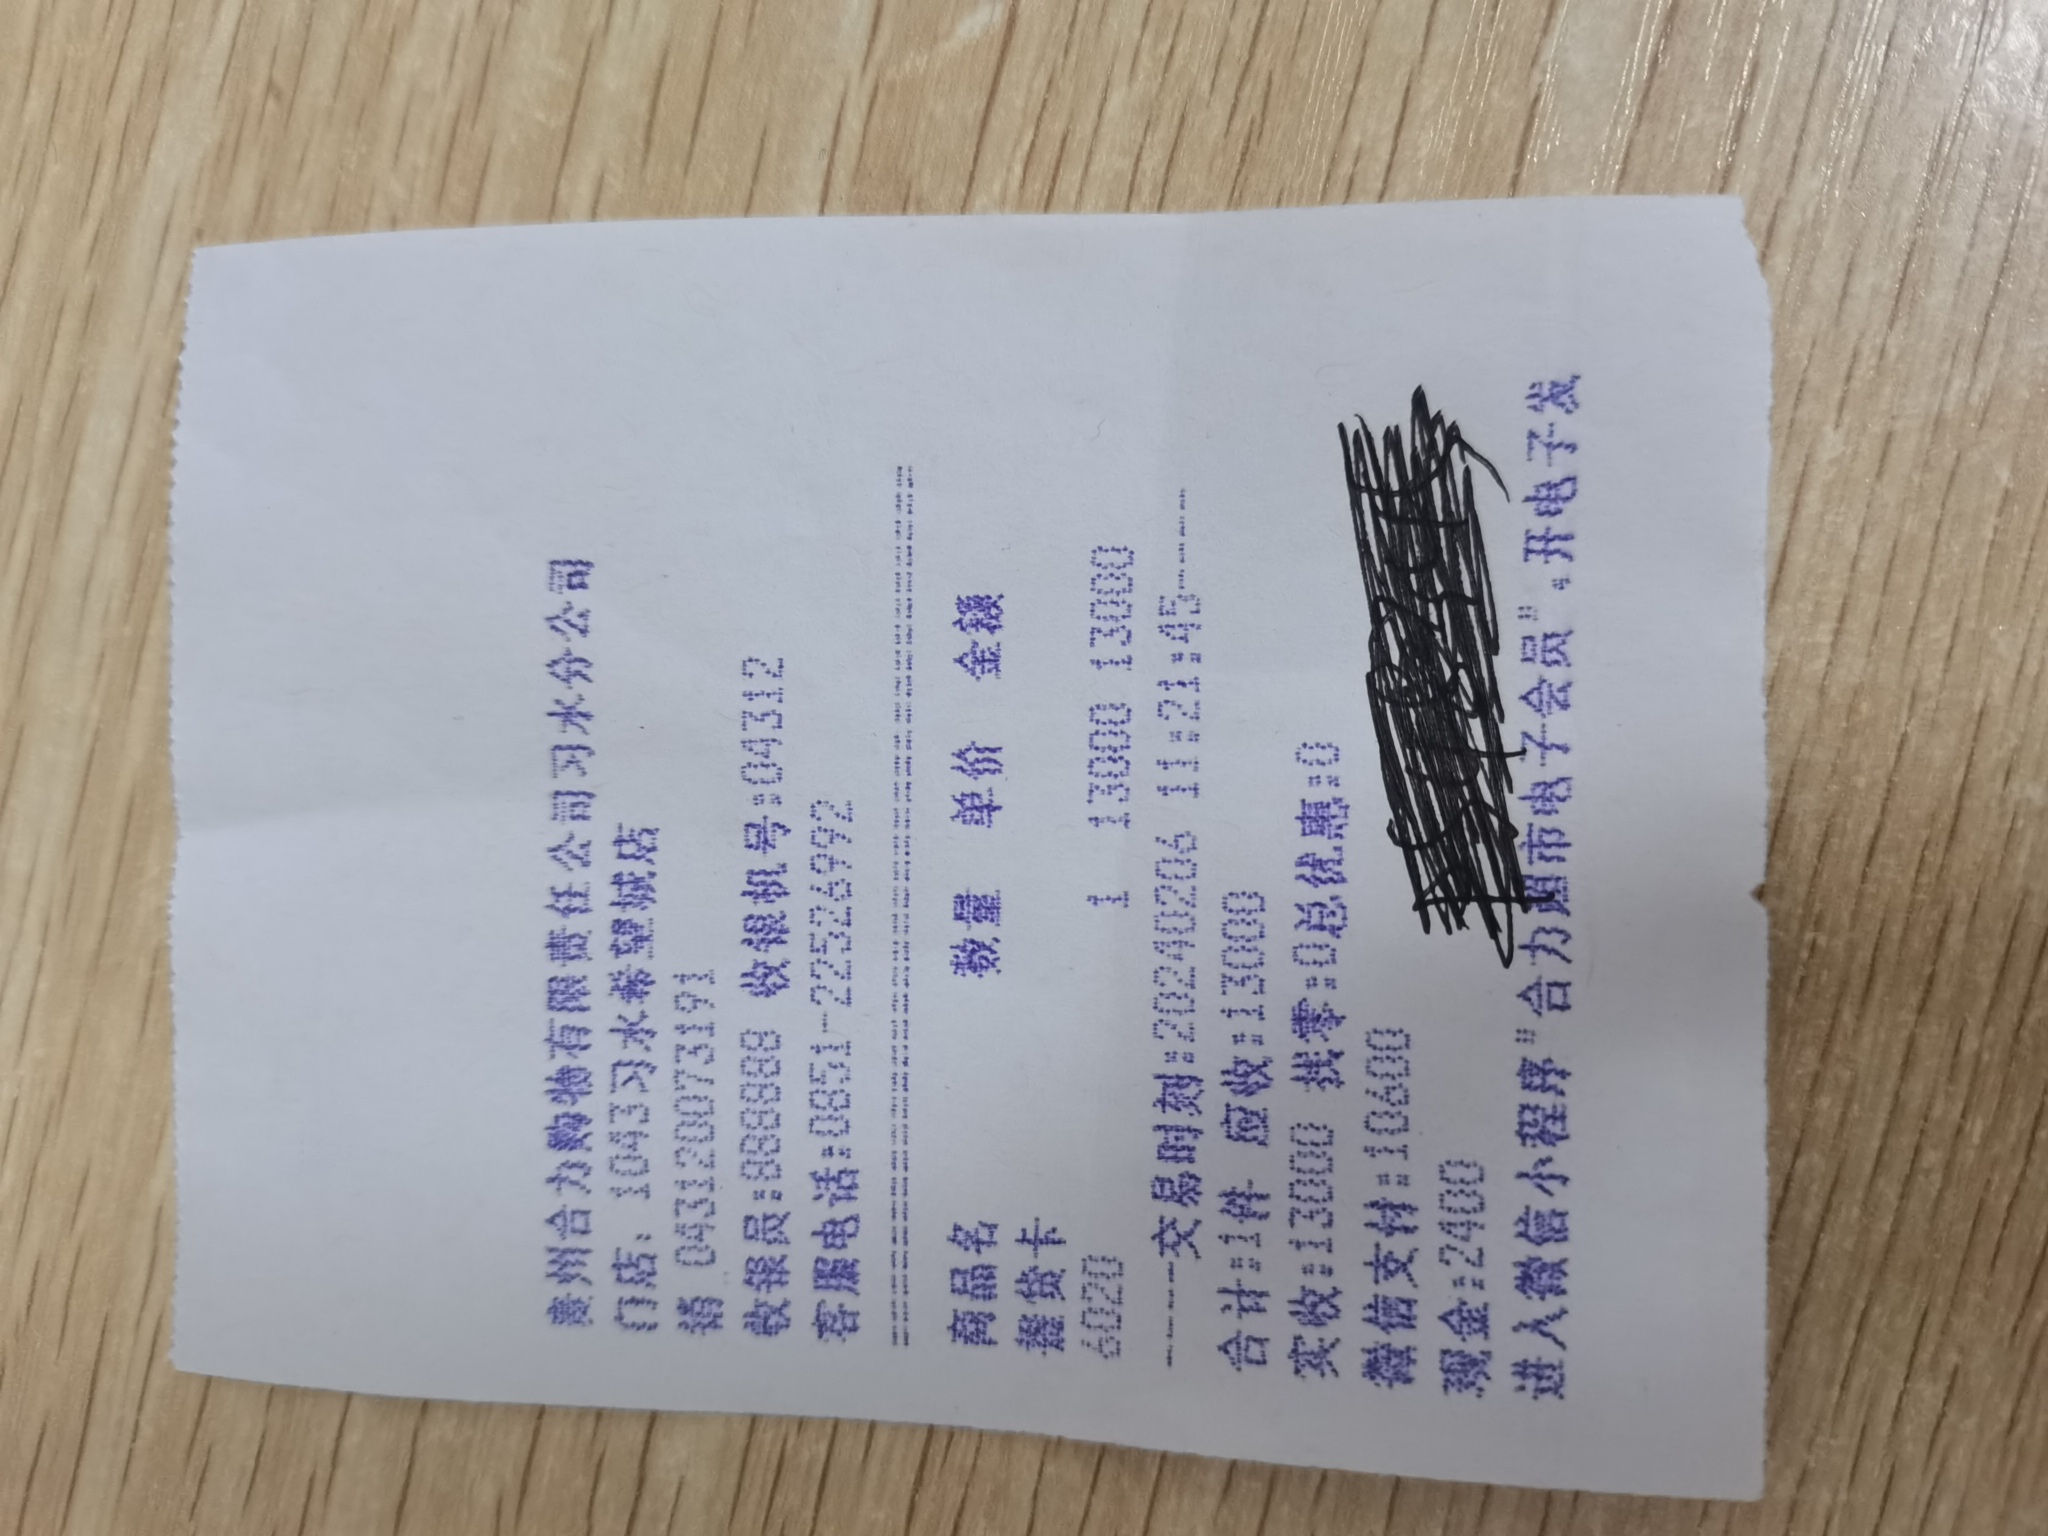 贵州合力购物有限责任公司习水分公司
门店: 1043习水希望城店
销 043120073191
收银员:88888 收银机号:04312
客服电话:0851-22526992
商品名 数量 单价 金额
提货卡
6020 1 13000 13000
-----交易时刻:20240206 11:21:45-----
合计:1件 应收:13000
实收:13000 找零:0总优惠:0
微信支付:10600
现金:2400
进入微信小程序"合力超市电子会员".开电子发